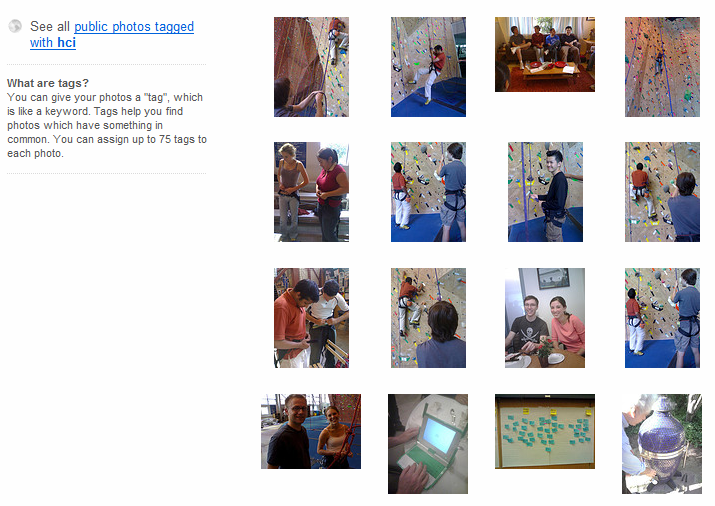 See all public photos tagged
with hci
What are tags?
You can give your photos a "tag", which
is like a keyword. Tags help you find
photos which have something in
common. You can assign up to 75 tags to
each photo.